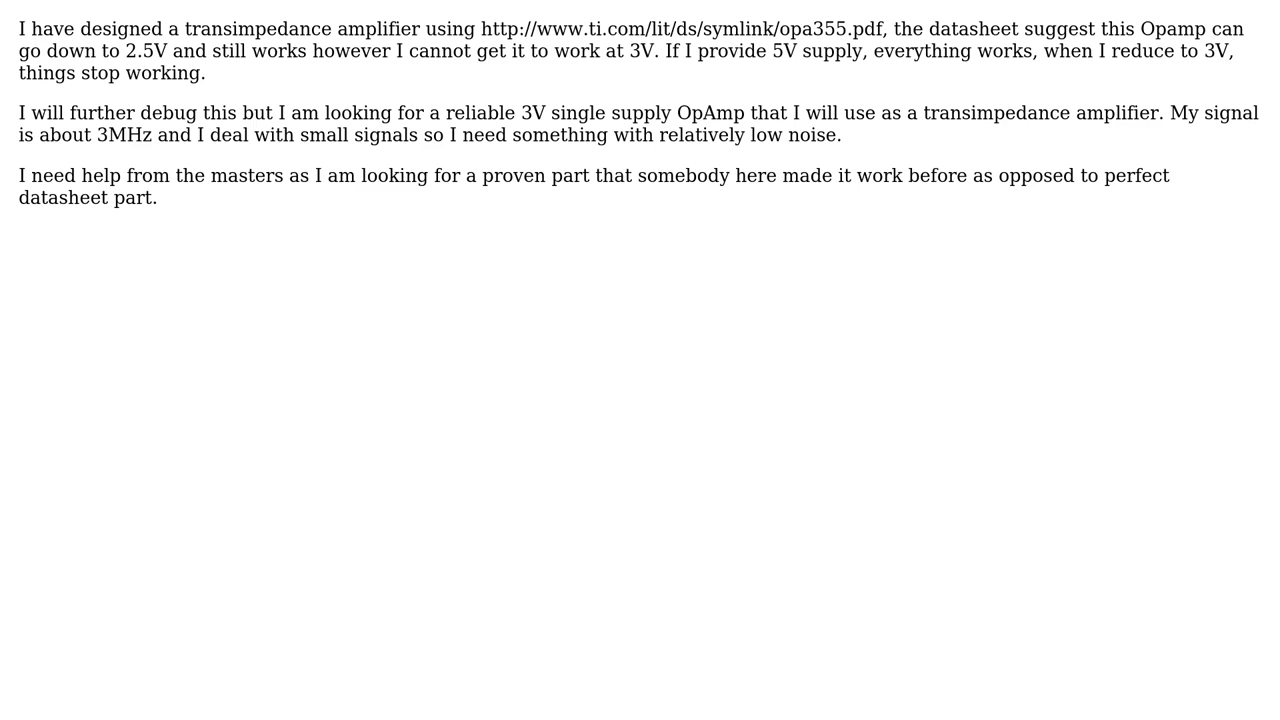 I have designed a transimpedance amplifier using http://www.ti.com/lit/ds/symlink/opa355.pdf, the datasheet suggest this Opamp can
go down to 2.5V and still works however I cannot get it to work at 3V. If I provide 5V supply, everything works, when I reduce to 3V,
things stop working.
I will further debug this but I am looking for a reliable 3V single supply OpAmp that I will use as a transimpedance amplifier. My signal
is about 3MHz and I deal with small signals so I need something with relatively low noise.
I need help from the masters as I am looking for a proven part that somebody here made it work before as opposed to perfect
datasheet part.